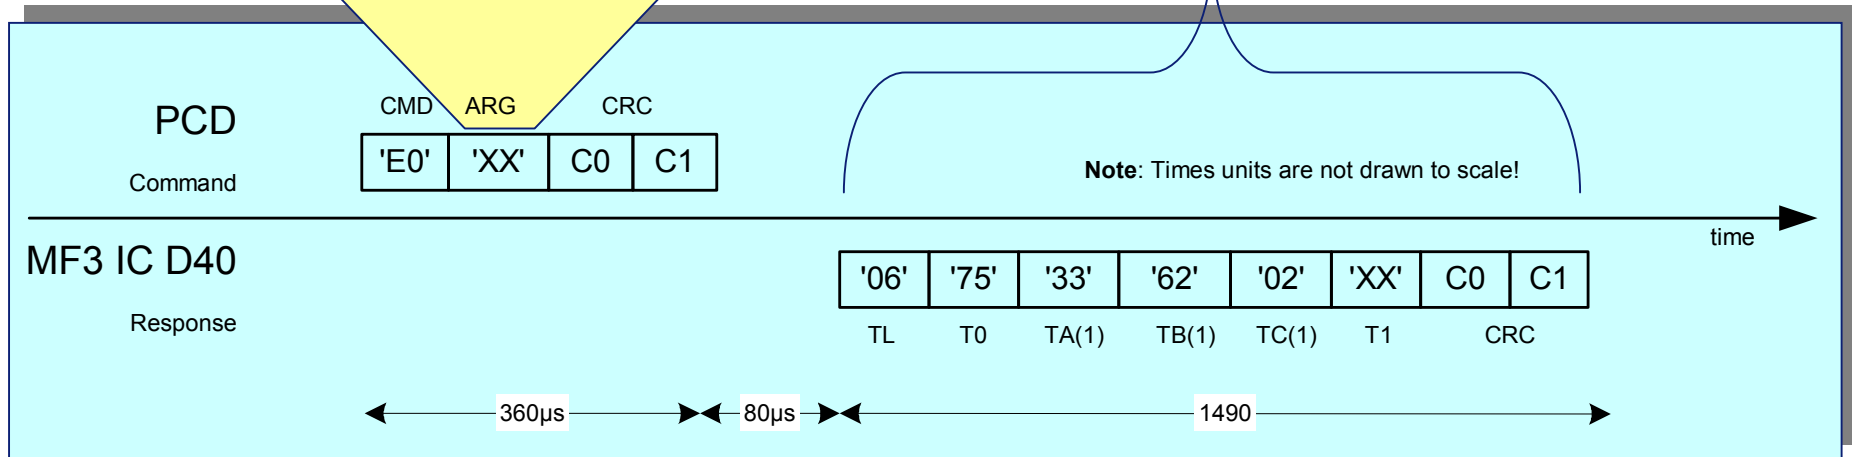 CMD ARG CRC
PCD
'E0' 'XX' C0 C1
Note: Times units are not drawn to scale!
Command
time
MF3 IC D40
'06' '75' '33' '62' '02' 'XX' C0 C1
Response
TL T0 TA(1) TB(1) TC(1) T1 CRC
360µs 80µs 1490